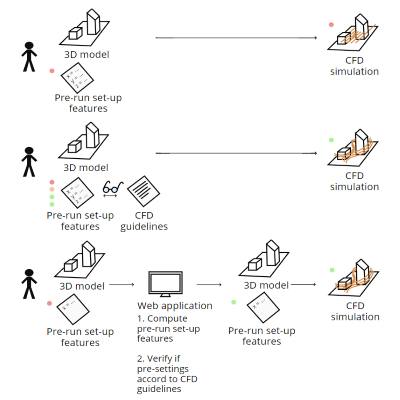 3D model
CFD
simulation
Pre-run set-up
features
3D model
CFD
simulation
Pre-run set-up
features
CFD
guidelines
3D model
Web application
3D model
CFD
simulation
Pre-run set-up
features
1. Compute
pre-run set-up
features
2. Verify if
pre-settings
accord to CFD
guidelines
Pre-run set-up
features